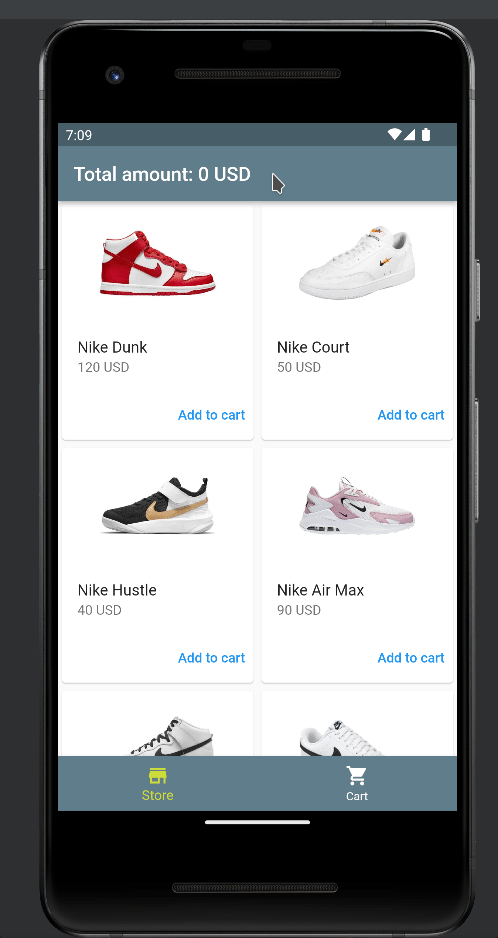 7:09
Total amount: 0 USD
Nike Dunk
120 USD
Add to cart
Nike Court
50 USD
Add to cart
Nike Hustle
40 USD
Add to cart
Nike Air Max
90 USD
Add to cart
Store
Cart